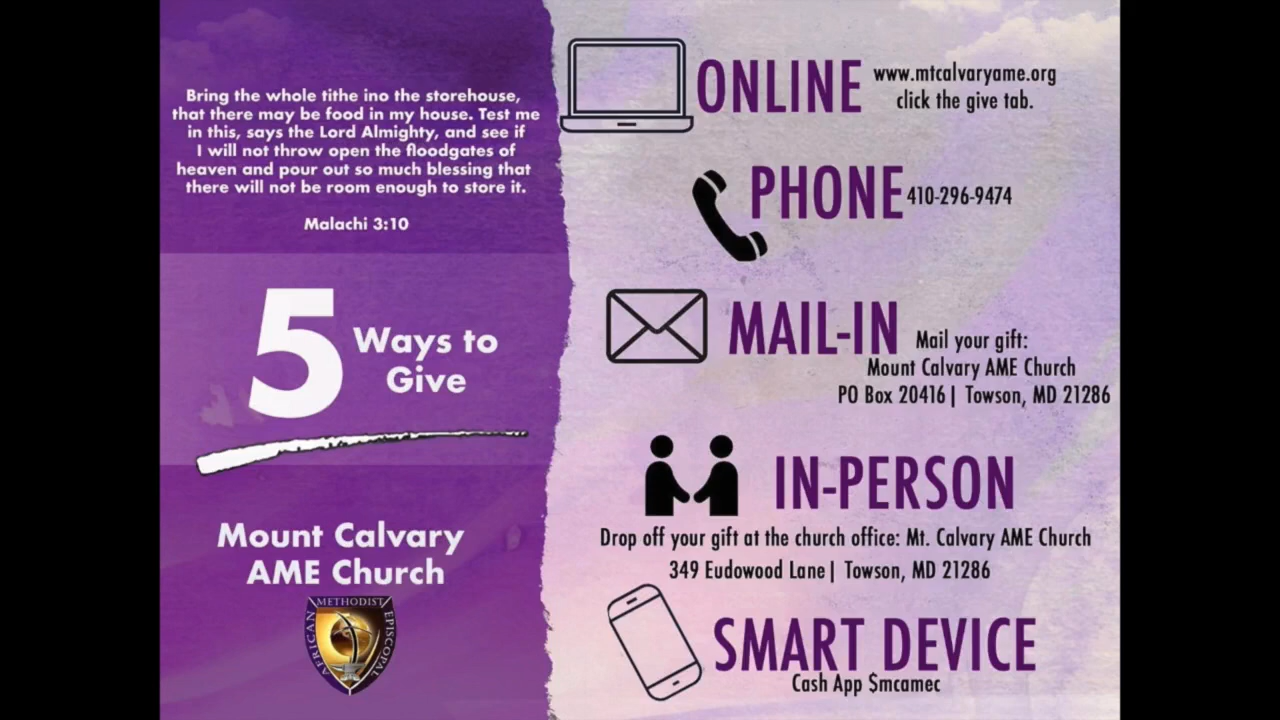 Bring the whole tithe ino the storehouse,
that there may be food in my house. Test me
in this, says the Lord Almighty, and see if
I will not throw open the floodgates of
heaven and pour out so much blessing that
there will not be room enough to store it.
Malachi 3:10
5 Ways to
Give
Mount Calvary
AME Church
AFRICAN METHODIST EPISCOPAL
ONLINE www.mtcalvaryame.org
click the give tab.
PHONE 410-296-9474
MAIL-IN Mail your gift:
Mount Calvary AME Church
PO Box 20416 | Towson, MD 21286
IN-PERSON
Drop off your gift at the church office: Mt. Calvary AME Church
349 Eudowood Lane | Towson, MD 21286
SMART DEVICE
Cash App $mcamec